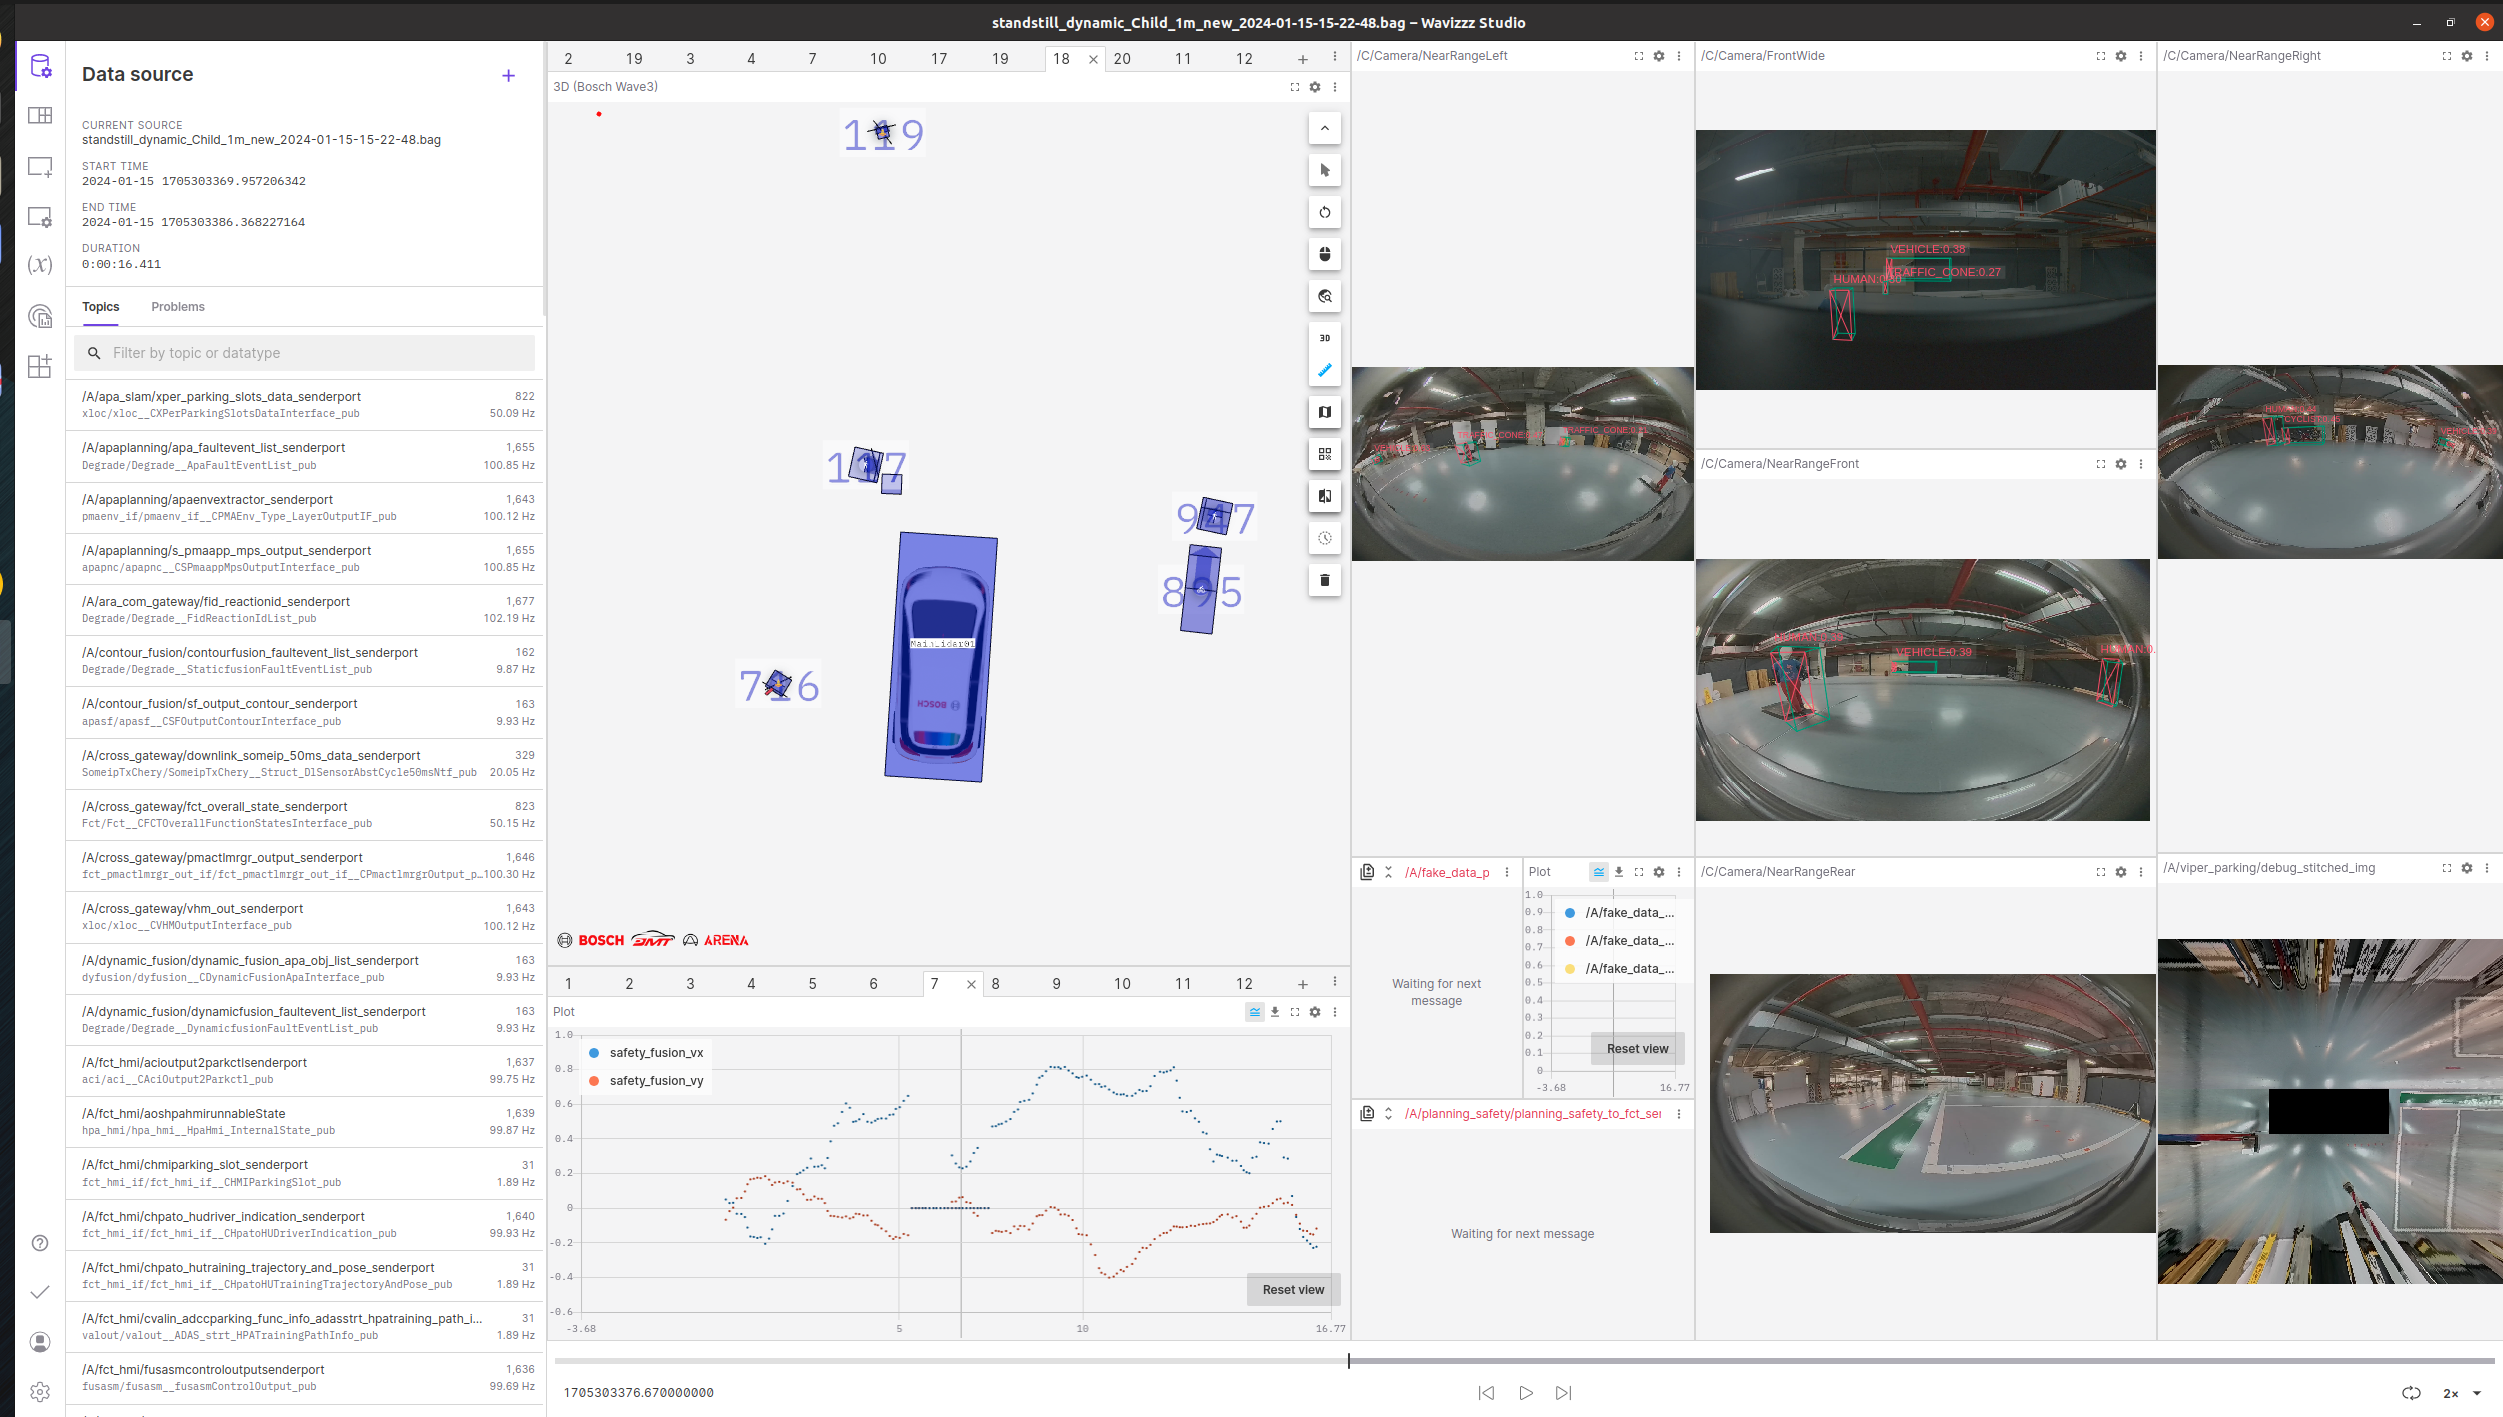 standstill_dynamic_Child_1m_new_2024-01-15-15-22-48.bag – Wavizzz Studio
Data source
CURRENT SOURCE
standstill_dynamic_Child_1m_new_2024-01-15-15-22-48.bag
START TIME
2024-01-15 1705303369.957206342
END TIME
2024-01-15 1705303386.368227164
DURATION
0:00:16.411
Topics Problems
Filter by topic or datatype
/A/apa_slam/xper_parking_slots_data_senderport 822
xloc/xloc__CXPerParkingSlotsDataInterface_pub 50.09 Hz
/A/apaplanning/apa_faultevent_list_senderport 1,655
Degrade/Degrade__ApaFaultEventList_pub 100.85 Hz
/A/apaplanning/apaenvextractor_senderport 1,643
pmaenv_if/pmaenv_if__CPMAEnv_Type_LayerOutputIF_pub 100.12 Hz
/A/apaplanning/s_pmaapp_mps_output_senderport 1,655
apapnc/apapnc__CSPmaappMpsOutputInterface_pub 100.85 Hz
/A/ara_com_gateway/fid_reactionid_senderport 1,677
Degrade/Degrade__FidReactionIdList_pub 102.19 Hz
/A/contour_fusion/contourfusion_faultevent_list_senderport 162
Degrade/Degrade__StaticfusionFaultEventList_pub 9.87 Hz
/A/contour_fusion/sf_output_contour_senderport 163
apasf/apasf__CSFOutputContourInterface_pub 9.93 Hz
/A/cross_gateway/downlink_someip_50ms_data_senderport 329
SomeipTxChery/SomeipTxChery__Struct_DlSensorAbstCycle50msNtf_pub 20.05 Hz
/A/cross_gateway/fct_overall_state_senderport 823
Fct/Fct__CFCTOverallFunctionStatesInterface_pub 50.15 Hz
/A/cross_gateway/pmactlmrgr_output_senderport 1,646
fct_pmactlmrgr_out_if/fct_pmactlmrgr_out_if__CPmactlmrgrOutput_p… 100.30 Hz
/A/cross_gateway/vhm_out_senderport 1,643
xloc/xloc__CVHMOutputInterface_pub 100.12 Hz
/A/dynamic_fusion/dynamic_fusion_apa_obj_list_senderport 163
dyfusion/dyfusion__CDynamicFusionApaInterface_pub 9.93 Hz
/A/dynamic_fusion/dynamicfusion_faultevent_list_senderport 163
Degrade/Degrade__DynamicfusionFaultEventList_pub 9.93 Hz
/A/fct_hmi/acioutput2parkctlsenderport 1,637
aci/aci__CAciOutput2Parkctl_pub 99.75 Hz
/A/fct_hmi/aoshpahmirunnableState 1,639
hpa_hmi/hpa_hmi__HpaHmi_InternalState_pub 99.87 Hz
/A/fct_hmi/chmiparking_slot_senderport 31
fct_hmi_if/fct_hmi_if__CHMIParkingSlot_pub 1.89 Hz
/A/fct_hmi/chpato_hudriver_indication_senderport 1,640
fct_hmi_if/fct_hmi_if__CHpatoHUDriverIndication_pub 99.93 Hz
/A/fct_hmi/chpato_hutraining_trajectory_and_pose_senderport 31
fct_hmi_if/fct_hmi_if__CHpatoHUTrainingTrajectoryAndPose_pub 1.89 Hz
/A/fct_hmi/cvalin_adccparking_func_info_adasstrt_hpatraining_path_i... 31
valout/valout__ADAS_strt_HPATrainingPathInfo_pub 1.89 Hz
/A/fct_hmi/fusasmcontroloutputsenderport 1,636
fusasm/fusasm__fusasmControlOutput_pub 99.69 Hz
2 19 3 4 7 10 17 19 18 20 11 12
3D (Bosch Wave3)
119
947
895
BOSCH
3D
BOSCH ARENA
1 2 3 4 5 6 7 8 9 10 11 12
Plot
safety_fusion_vx
safety_fusion_vy
1.0
0.8
0.6
0.4
0.2
0
-0.2
-0.4
-0.6
-3.68 5 10 16.77
Reset view
/C/Camera/NearRangeLeft
/C/Camera/FrontWide
VEHICLE:0.38
TRAFFIC_CONE:0.27
/C/Camera/NearRangeRight
/C/Camera/NearRangeFront
VEHICLE:0.39
/A/fake_data_p
Waiting for next
message
Plot
/A/fake_data_...
/A/fake_data_...
/A/fake_data_...
1.0
0.9
0.8
0.7
0.6
0.5
0.4
0.3
0.2
0.1
0
-3.68 16.77
Reset view
/A/planning_safety/planning_safety_to_fct_ser
Waiting for next message
/C/Camera/NearRangeRear
/A/viper_parking/debug_stitched_img
1705303376.670000000
2×